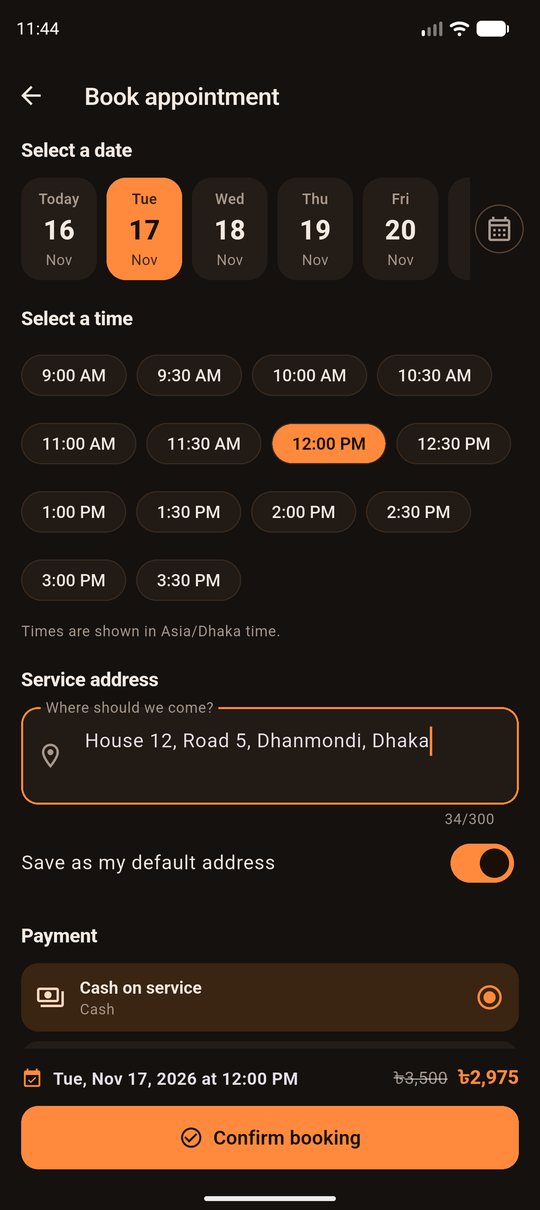 11:44
Book appointment
Select a date
Today Tue Wed Thu Fri
16 17 18 19 20
Nov Nov Nov Nov Nov
Select a time
9:00 AM 9:30 AM 10:00 AM 10:30 AM
11:00 AM 11:30 AM 12:00 PM 12:30 PM
1:00 PM 1:30 PM 2:00 PM 2:30 PM
3:00 PM 3:30 PM
Times are shown in Asia/Dhaka time.
Service address
Where should we come?
House 12, Road 5, Dhanmondi, Dhaka
34/300
Save as my default address
Payment
Cash on service
Cash
Tue, Nov 17, 2026 at 12:00 PM ৳3,500 ৳2,975
Confirm booking